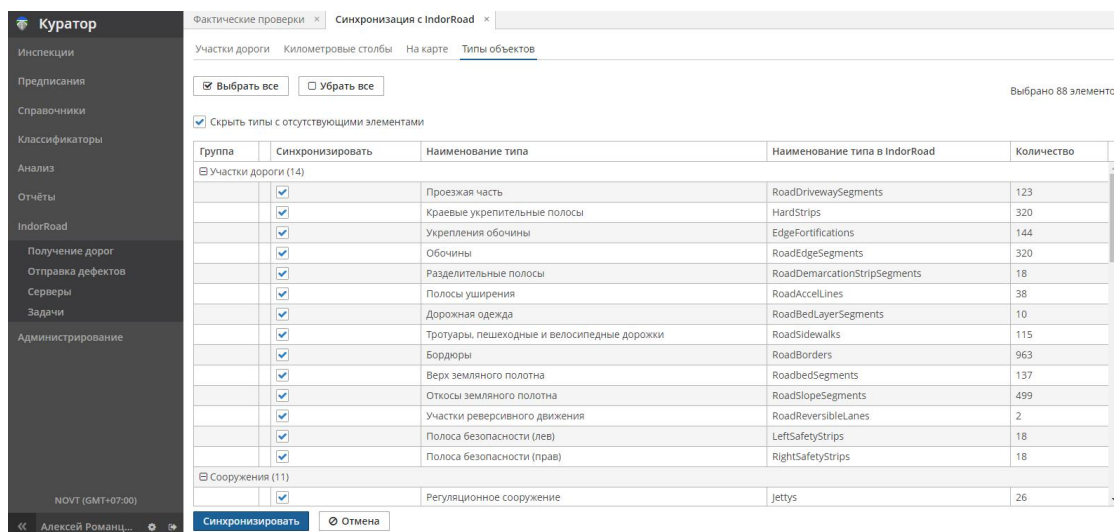 Куратор
Инспекции
Предписания
Справочники
Классификаторы
Анализ
Отчёты
IndorRoad
Получение дорог
Отправка дефектов
Серверы
Задачи
Администрирование
NOVT (GMT+07:00)
Алексей Романц...
Фактические проверки × Синхронизация с IndorRoad ×
Участки дороги Километровые столбы На карте Типы объектов
Выбрать все Убрать все
Выбрано 88 элементо
Скрыть типы с отсутствующими элементами
Группа Синхронизировать Наименование типа Наименование типа в IndorRoad Количество
Участки дороги (14)
Проезжая часть RoadDrivewaySegments 123
Краевые укрепительные полосы HardStrips 320
Укрепления обочины EdgeFortifications 144
Обочины RoadEdgeSegments 320
Разделительные полосы RoadDemarcationStripSegments 18
Полосы уширения RoadAccelLines 38
Дорожная одежда RoadBedLayerSegments 10
Тротуары, пешеходные и велосипедные дорожки RoadSidewalks 115
Бордюры RoadBorders 963
Верх земляного полотна RoadbedSegments 137
Откосы земляного полотна RoadSlopeSegments 499
Участки реверсивного движения RoadReversibleLanes 2
Полоса безопасности (лев) LeftSafetyStrips 18
Полоса безопасности (прав) RightSafetyStrips 18
Сооружения (11)
Регуляционное сооружение Jettys 26
Синхронизировать Отмена